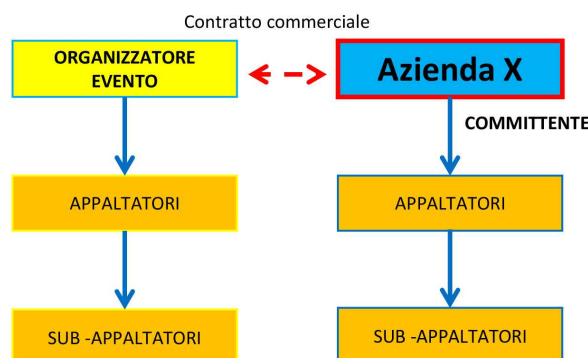 Contratto commerciale
ORGANIZZATORE
EVENTO
Azienda X
COMMITTENTE
APPALTATORI
APPALTATORI
SUB -APPALTATORI
SUB -APPALTATORI